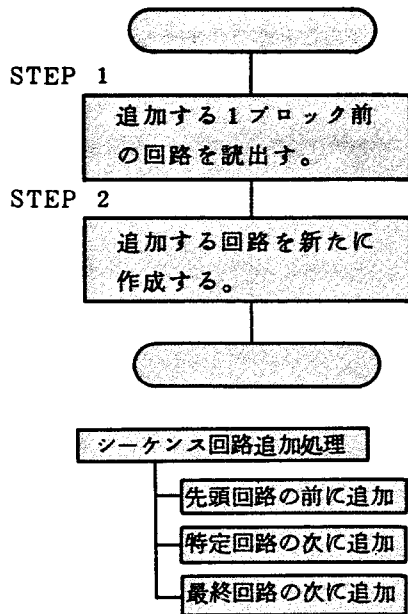 STEP 1
追加する1ブロック前
の回路を読出す。
STEP 2
追加する回路を新たに
作成する。
シーケンス回路追加処理
先頭回路の前に追加
特定回路の次に追加
最終回路の次に追加